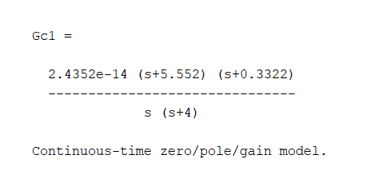 Gc1 =
2.4352e-14 (s+5.552) (s+0.3322)
-------------------------------
s (s+4)
Continuous-time zero/pole/gain model.